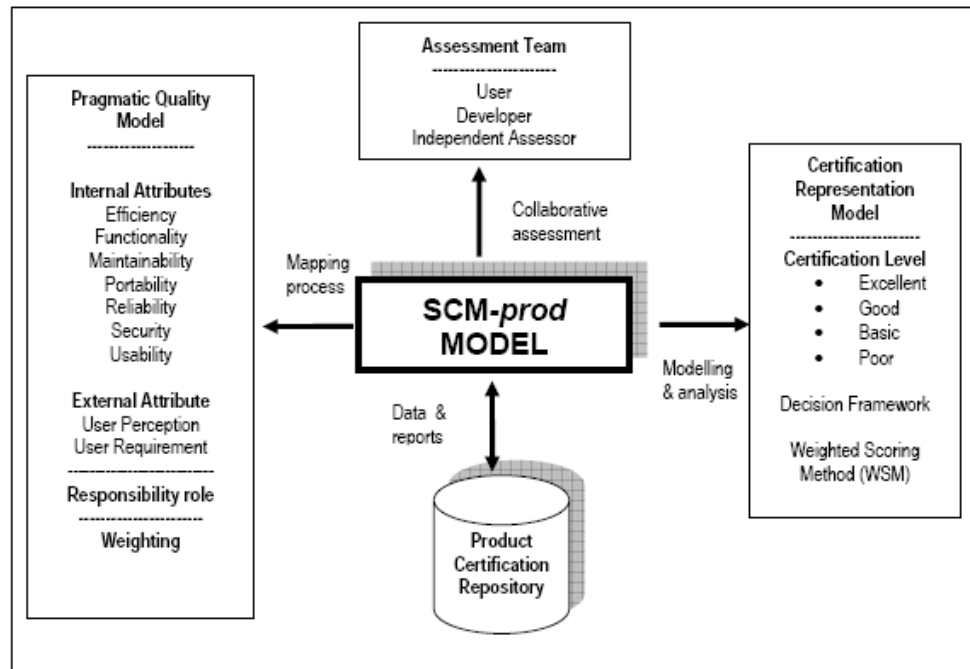 Assessment Team
-----------------------
User
Developer
Independent Assessor
Pragmatic Quality
Model
--------------------
Internal Attributes
Efficiency
Functionality
Maintainability
Portability
Reliability
Security
Usability
External Attribute
User Perception
User Requirement
---------------------------
Responsibility role
-----------------------
Weighting
Mapping
process
Collaborative
assessment
SCM-prod
MODEL
Data &
reports
Product
Certification
Repository
Modelling
& analysis
Certification
Representation
Model
------------------------
Certification Level
• Excellent
• Good
• Basic
• Poor
Decision Framework
Weighted Scoring
Method (WSM)